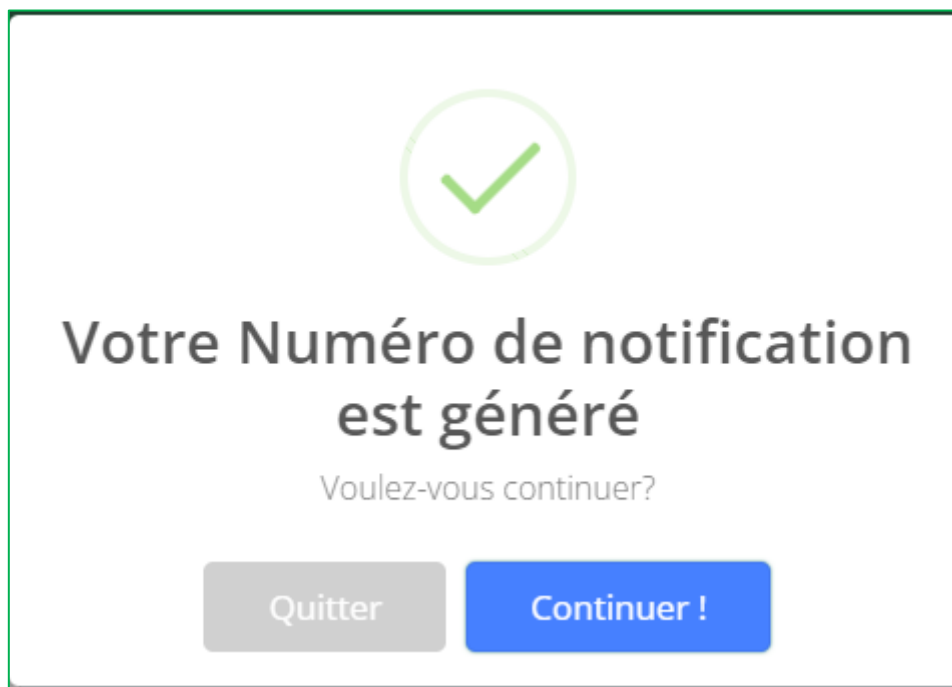 Votre Numéro de notification
est généré
Voulez-vous continuer?
Quitter
Continuer !